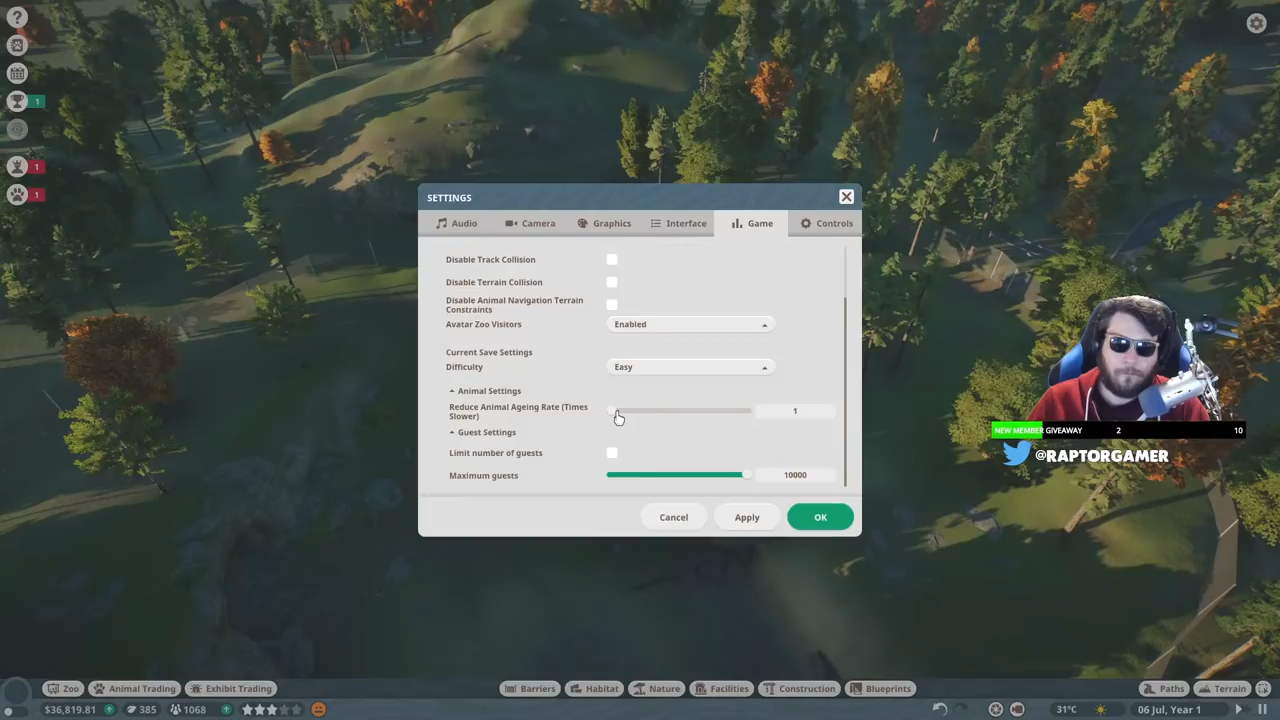 1
1
1
SETTINGS
Audio Camera Graphics Interface Game Controls
Disable Track Collision
Disable Terrain Collision
Disable Animal Navigation Terrain
Constraints
Avatar Zoo Visitors Enabled
Current Save Settings
Difficulty Easy
Animal Settings
Reduce Animal Ageing Rate (Times
Slower) 1
Guest Settings
Limit number of guests
Maximum guests 10000
Cancel Apply OK
NEW MEMBER GIVEAWAY 2 10
@RAPTORGAMER
Zoo Animal Trading Exhibit Trading Barriers Habitat Nature Facilities Construction Blueprints Paths Terrain
$36,819.81 385 1068 31°C 06 Jul, Year 1